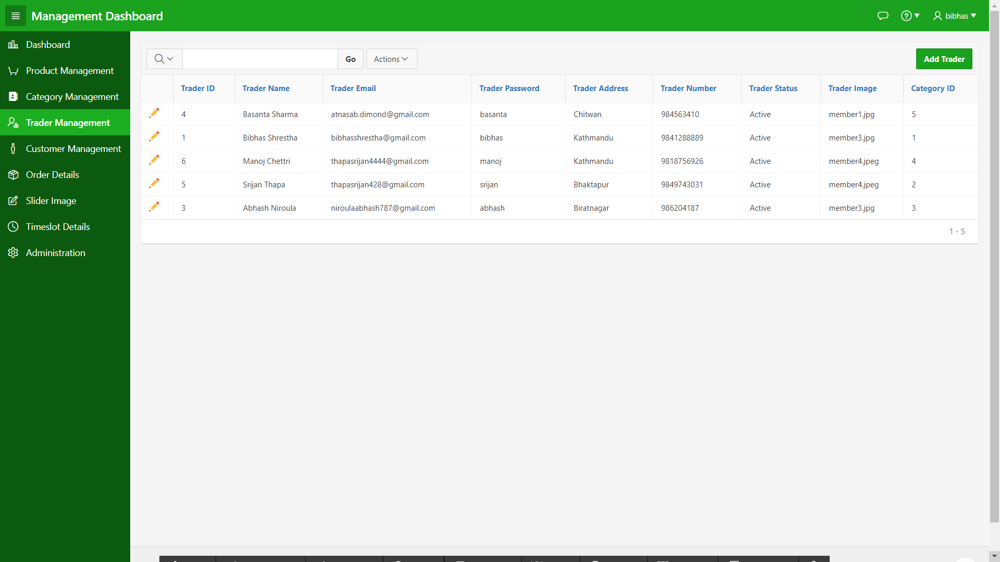 Management Dashboard
bibhas
Dashboard
Product Management
Category Management
Trader Management
Customer Management
Order Details
Slider Image
Timeslot Details
Administration
Go Actions Add Trader
Trader ID Trader Name Trader Email Trader Password Trader Address Trader Number Trader Status Trader Image Category ID
4 Basanta Sharma atnasab.dimond@gmail.com basanta Chitwan 984563410 Active member1.jpg 5
1 Bibhas Shrestha bibhasshrestha@gmail.com bibhas Kathmandu 9841288889 Active member3.jpg 1
6 Manoj Chettri thapasrijan4444@gmail.com manoj Kathmandu 9818756926 Active member4.jpeg 4
5 Srijan Thapa thapasrijan428@gmail.com srijan Bhaktapur 9849743031 Active member4.jpeg 2
3 Abhash Niroula niroulaabhash787@gmail.com abhash Biratnagar 986204187 Active member3.jpg 3
1 - 5